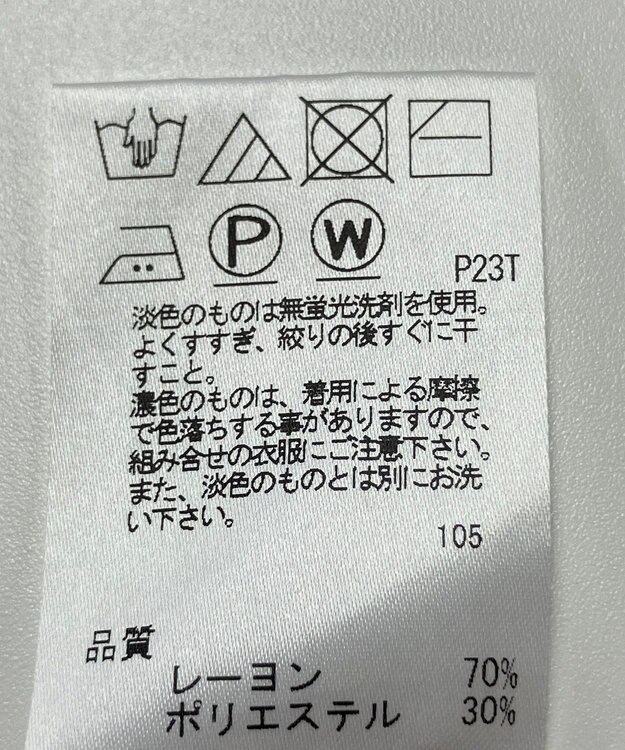 P W P23T
淡色のものは無蛍光洗剤を使用。
よくすすぎ、絞りの後すぐに干
すこと。
濃色のものは、着用による摩擦
で色落ちする事がありますので、
組み合せの衣服にご注意下さい。
また、淡色のものとは別にお洗
い下さい。
105
品質
レーヨン 70%
ポリエステル 30%